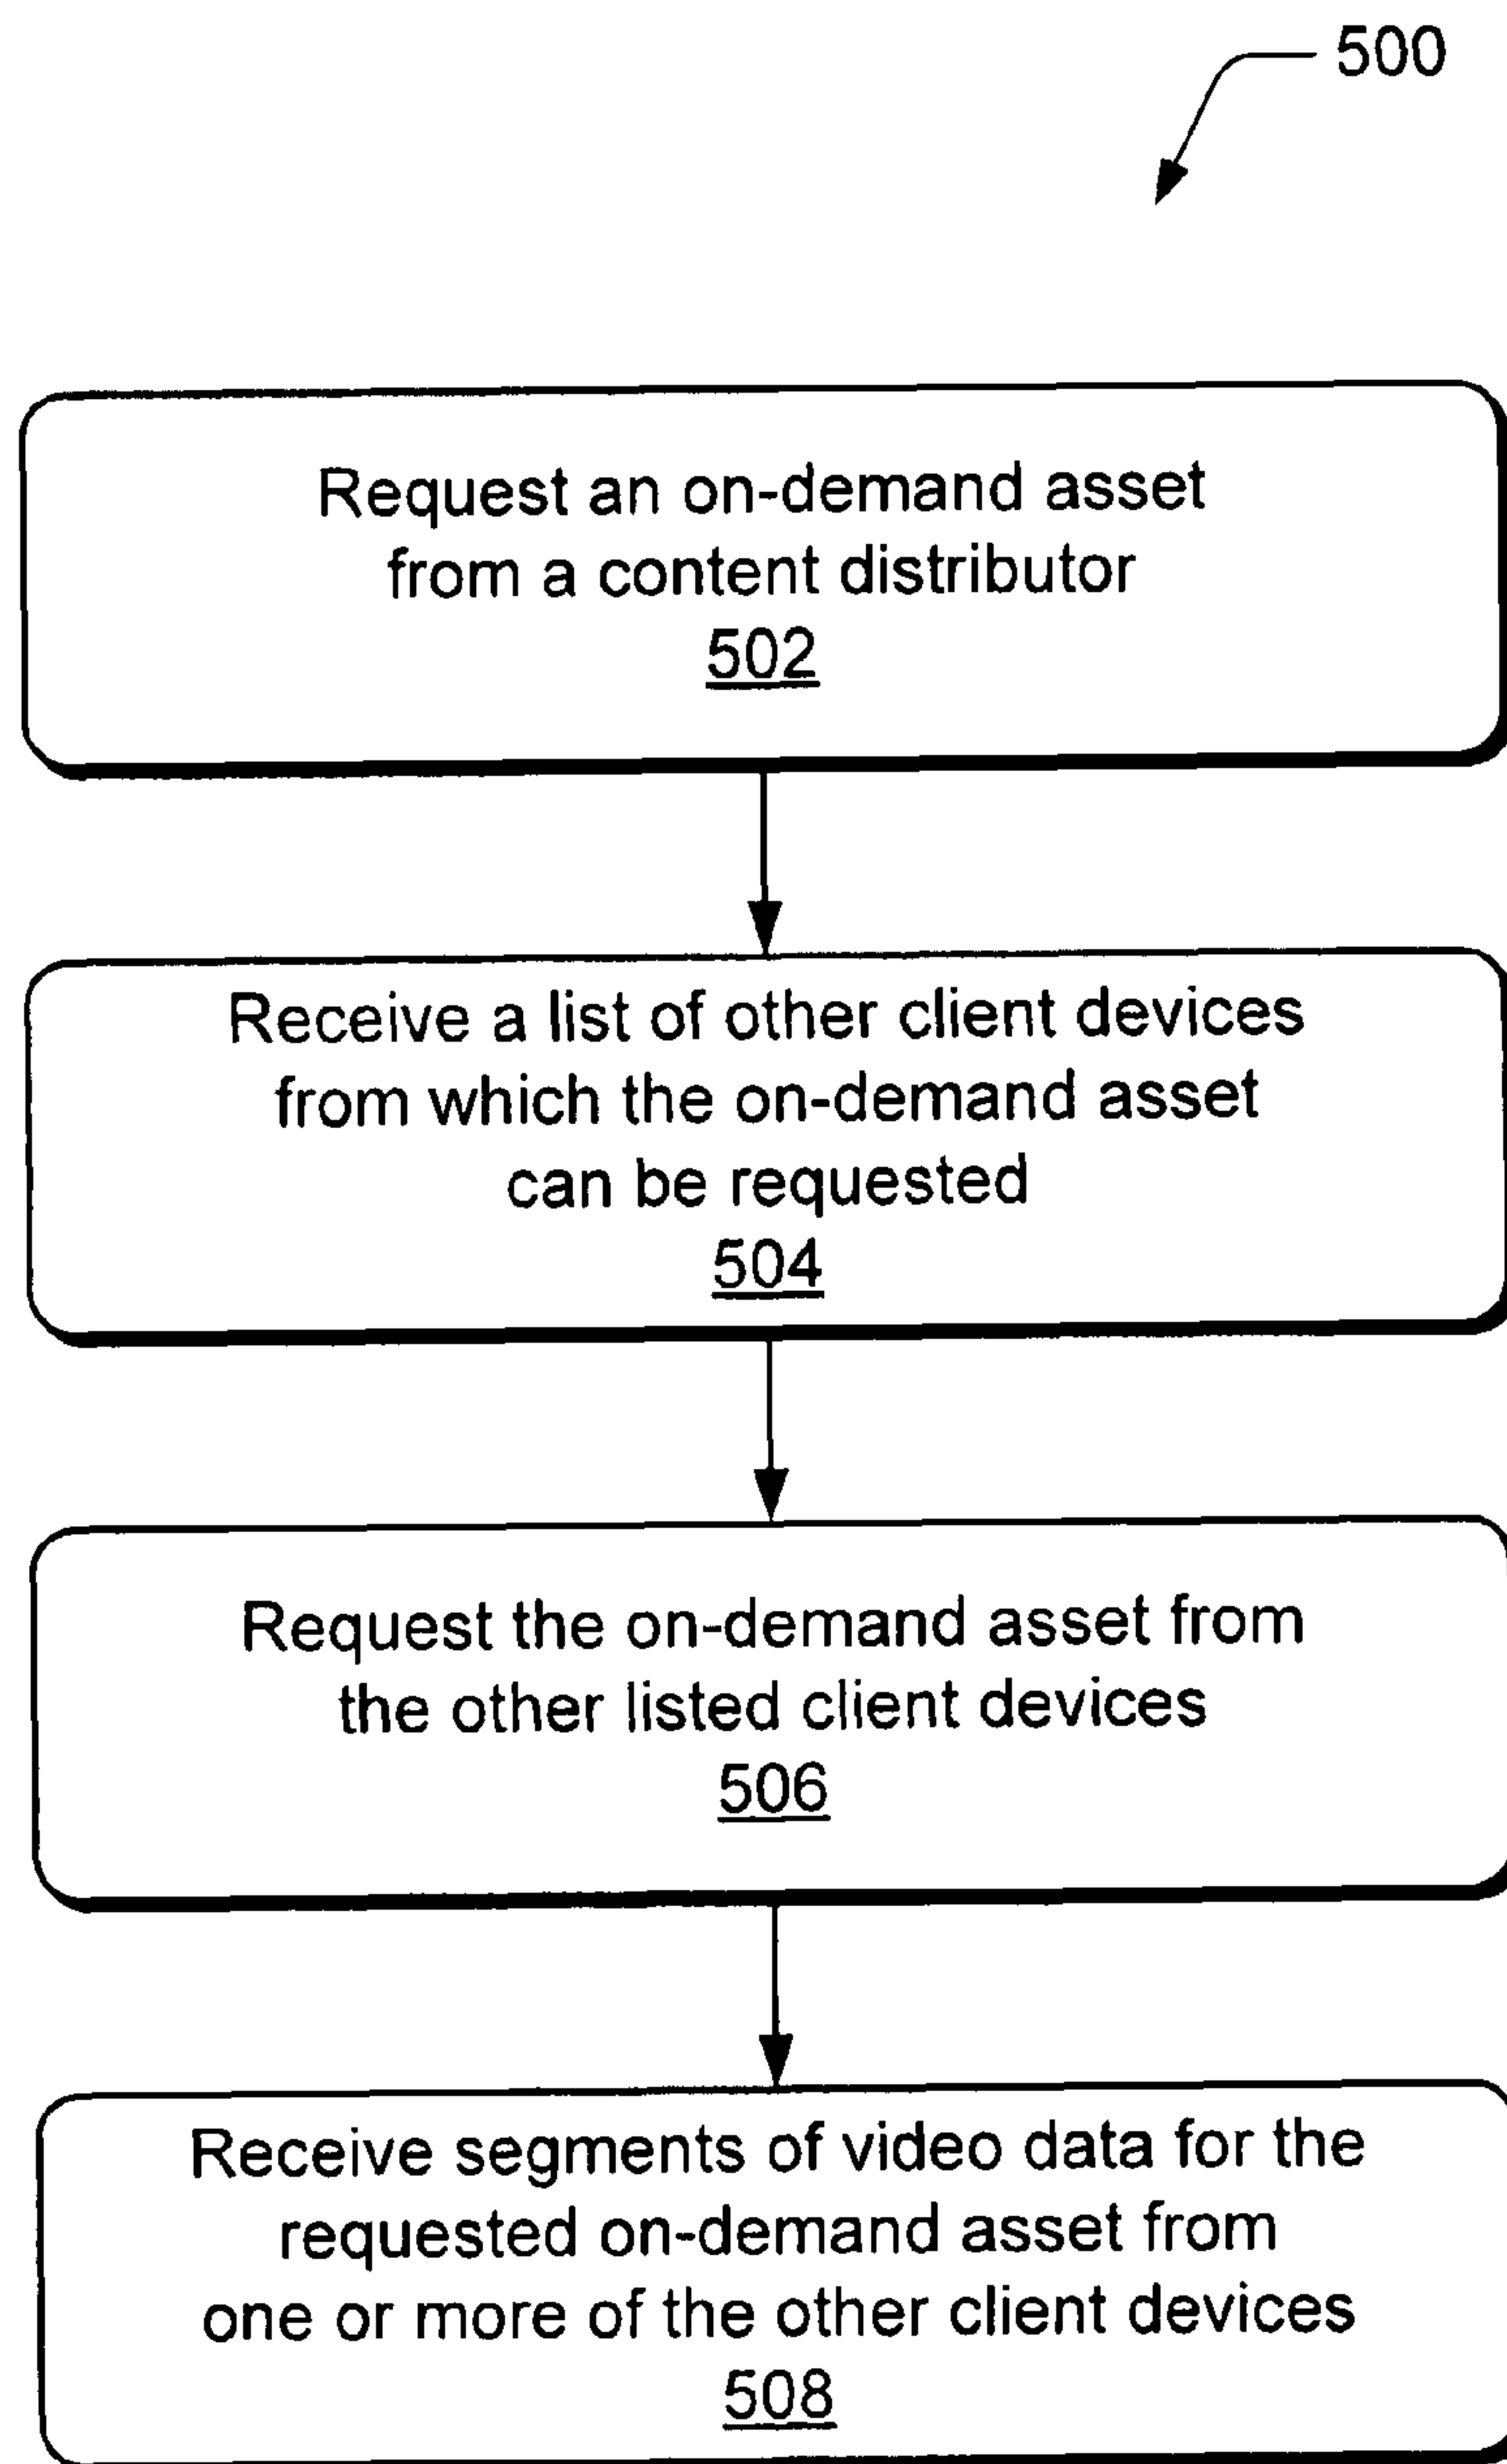 500
Request an on-demand asset
from a content distributor
502
Receive a list of other client devices
from which the on-demand asset
can be requested
504
Request the on-demand asset from
the other listed client devices
506
Receive segments of video data for the
requested on-demand asset from
one or more of the other client devices
508